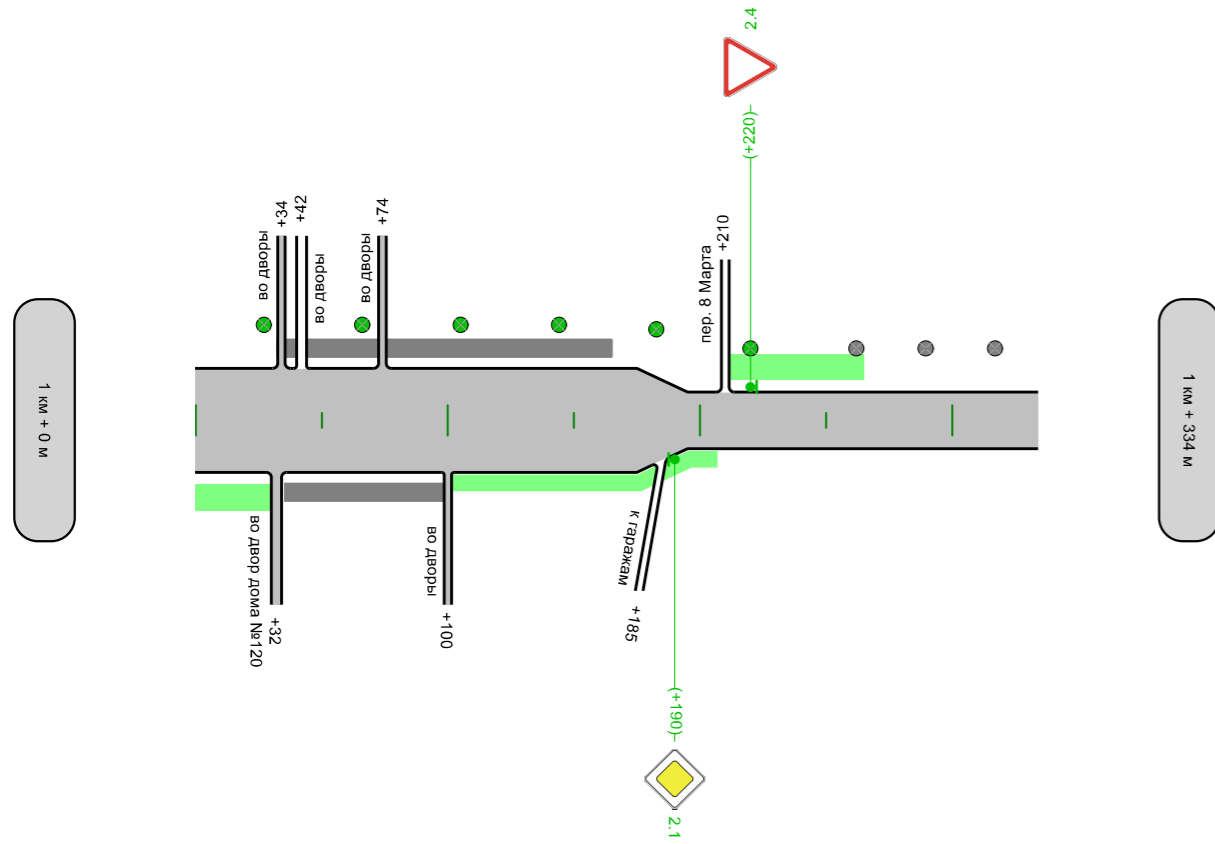 2.4
(+220)
+34
+42
+74
+210
во дворы
во дворы
во дворы
пер. 8 Марта
1 км + 0 м
1 км + 334 м
во двор дома №120
+32
во дворы
+100
к гаражам
+185
(+190)
2.1